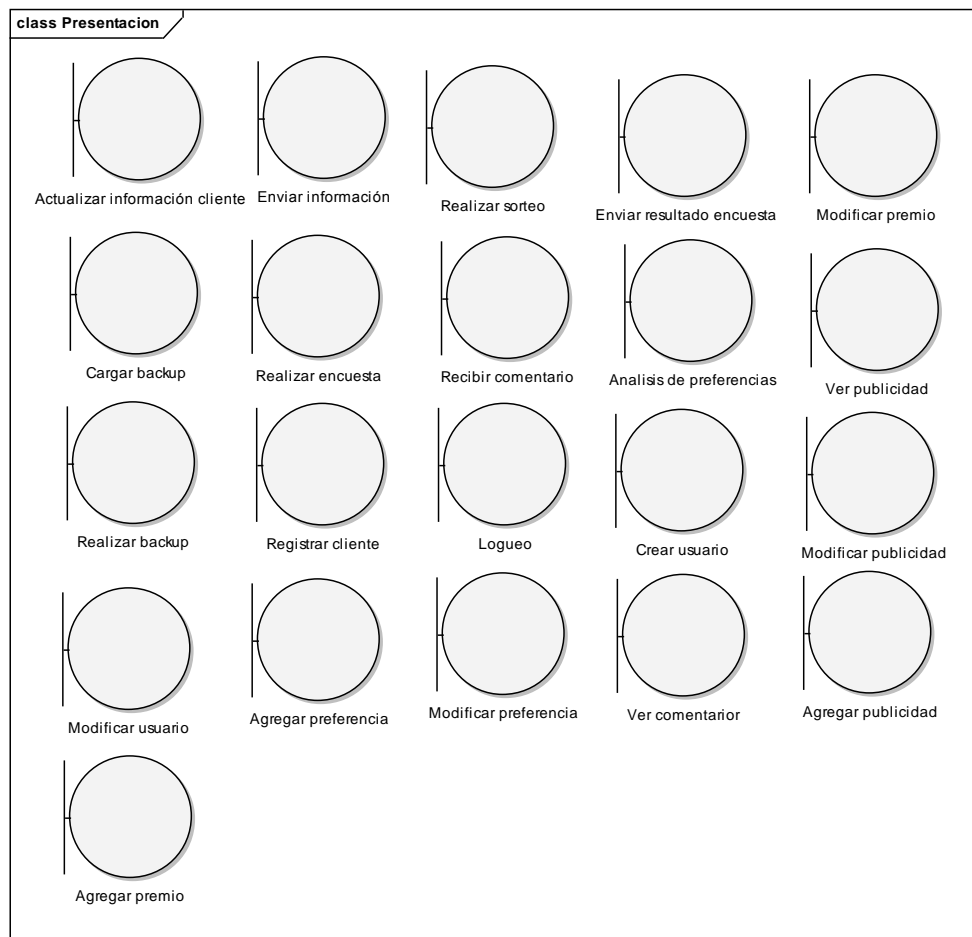 class Presentacion
Actualizar información cliente
Enviar información
Realizar sorteo
Enviar resultado encuesta
Modificar premio
Cargar backup
Realizar encuesta
Recibir comentario
Analisis de preferencias
Ver publicidad
Realizar backup
Registrar cliente
Logueo
Crear usuario
Modificar publicidad
Modificar usuario
Agregar preferencia
Modificar preferencia
Ver comentarior
Agregar publicidad
Agregar premio